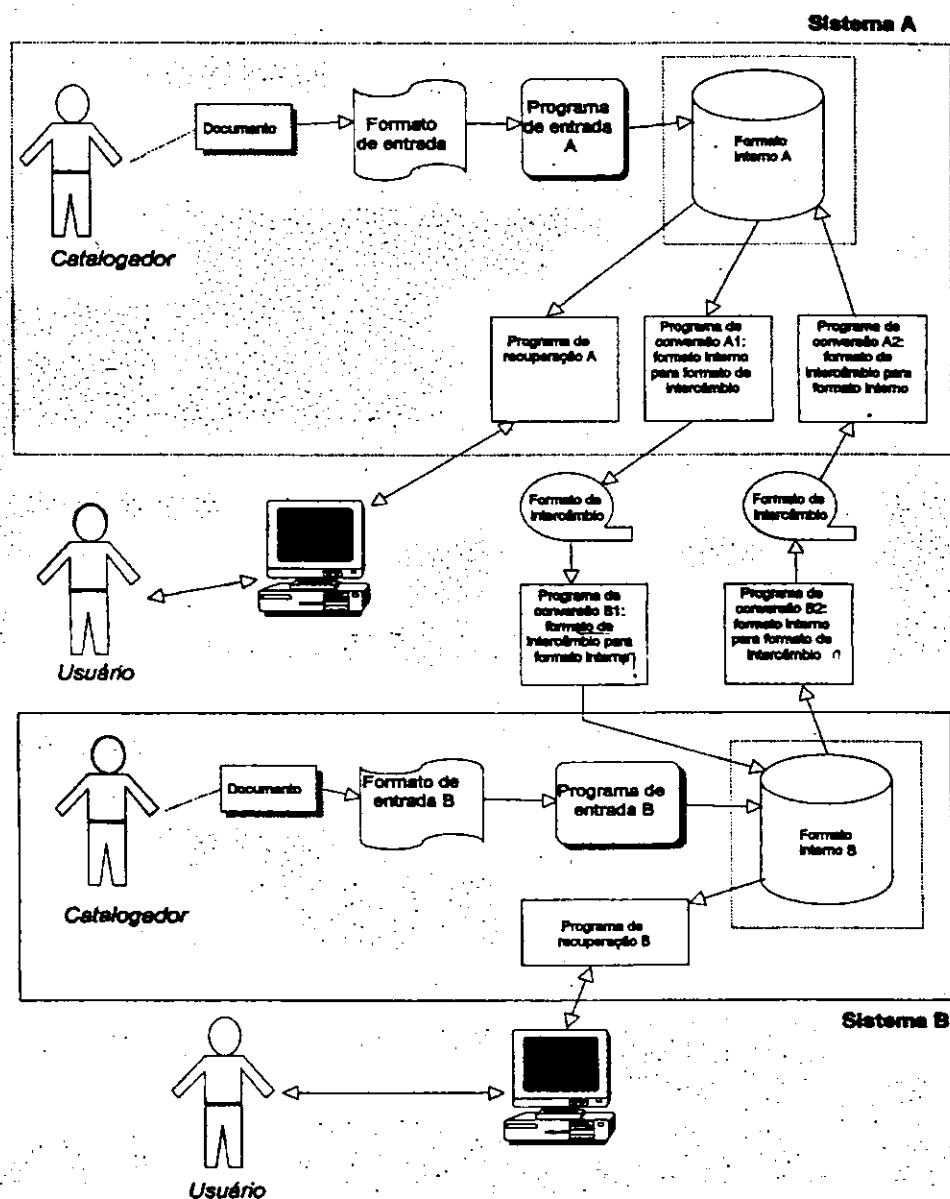 Sistema A
Documento
Formato
de entrada
Programa
de entrada
A
Formato
Interno A
Catalogador
Programa de
recuperação A
Programa de
conversão A1:
formato Interno
para formato de
intercâmbio
Programa de
conversão A2:
formato de
intercâmbio para
formato Interno
Formato de
intercâmbio
Formato de
intercâmbio
Usuário
Programa de
conversão B1:
formato de
intercâmbio para
formato Interno
Programa de
conversão B2:
formato Interno
para formato de
intercâmbio
Documento
Formato de
entrada B
Programa de
entrada B
Formato
Interno B
Catalogador
Programa de
recuperação B
Sistema B
Usuário